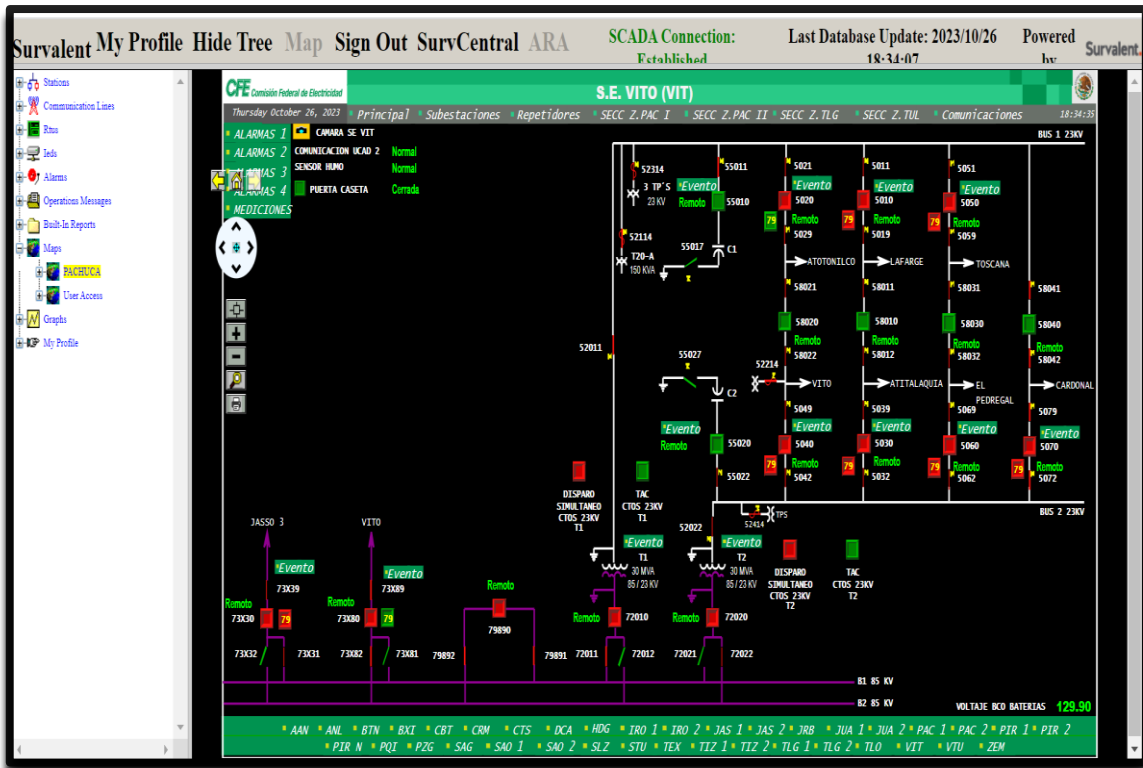 Survalent My Profile Hide Tree Map Sign Out SurvCentral ARA SCADA Connection: Established Last Database Update: 2023/10/26 18:34:07 Powered by Survalent.
Stations
Communication Lines
Rtus
Ieds
Alarms
Operations Messages
Built-In Reports
Maps
PACHUCA
User Access
Graphs
My Profile
CFE Comisión Federal de Electricidad S.E. VITO (VIT)
Thursday October 26, 2023 Principal Subestaciones Repetidores SECC Z.PAC I SECC Z.PAC II SECC Z.TLG SECC Z.TUL Comunicaciones 18:34:35
ALARMAS 1 CAMARA SE VIT BUS 1 23KV
ALARMAS 2 COMUNICACION UCAD 2 Normal
ALARMAS 3 SENSOR HUMO Normal
ALARMAS 4 PUERTA CASETA Cerrada
MEDICIONES
52314 55011 5021 5011 5051
3 TP'S *Evento *Evento *Evento *Evento
23 KV Remoto 55010 5020 5010 5050
79 Remoto 79 Remoto 79 Remoto
52114 5029 5019 5059
55017 C1
T20-A ATOTONILCO LAFARGE TOSCANA
150 KVA
58021 58011 58031 58041
58020 58010 58030 58040
Remoto Remoto Remoto Remoto
52011 55027 52214 58022 58012 58032 58042
C2 VITO ATITALAQUIA EL PEDREGAL CARDONAL
5049 5039 5069 5079
*Evento *Evento *Evento *Evento *Evento
Remoto 55020 5040 5030 5060 5070
79 Remoto 79 Remoto 79 Remoto 79 Remoto
55022 5042 5032 5062 5072
DISPARO SIMULTANEO CTOS 23KV T1
TAC CTOS 23KV T1
BUS 2 23KV
52414 TPS
JASSO 3 VITO 52022
*Evento *Evento
T1 T2
30 MVA 30 MVA
85/23 KV 85/23 KV
DISPARO SIMULTANEO CTOS 23KV T2
TAC CTOS 23KV T2
*Evento *Evento
73X39 73X89 Remoto
Remoto Remoto
73X30 79 73X80 79 79890 Remoto 72010 Remoto 72020
73X32 73X31 73X82 73X81 79892 79891 72011 72012 72021 72022
B1 85 KV
B2 85 KV
VOLTAJE BCO BATERIAS 129.90
AAN ANL BTN BXI CBT CRM CTS DCA HDG IRO 1 IRO 2 JAS 1 JAS 2 JRB JUA 1 JUA 2 PAC 1 PAC 2 PIR 1 PIR 2
PIR N PQI PZG SAG SAO 1 SAO 2 SLZ STU TEX TIZ 1 TIZ 2 TLG 1 TLG 2 TLO VIT VTU ZEM